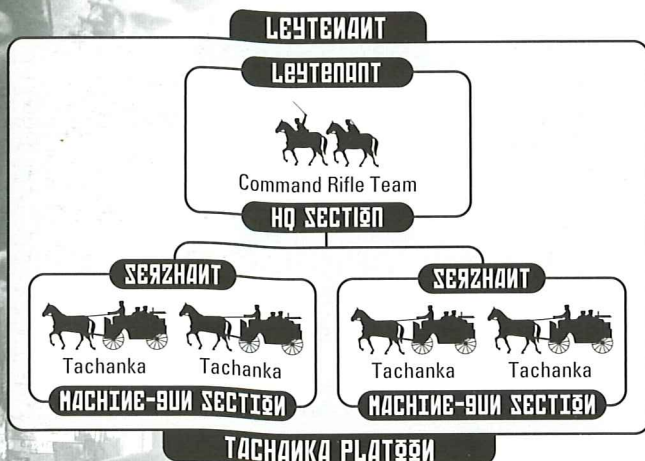 LEYTENANT
LEYTENANT
Command Rifle Team
HQ SECTION
SERZHANT
SERZHANT
Tachanka Tachanka
Tachanka Tachanka
MACHINE-GUN SECTION
MACHINE-GUN SECTION
TACHANKA PLATOON